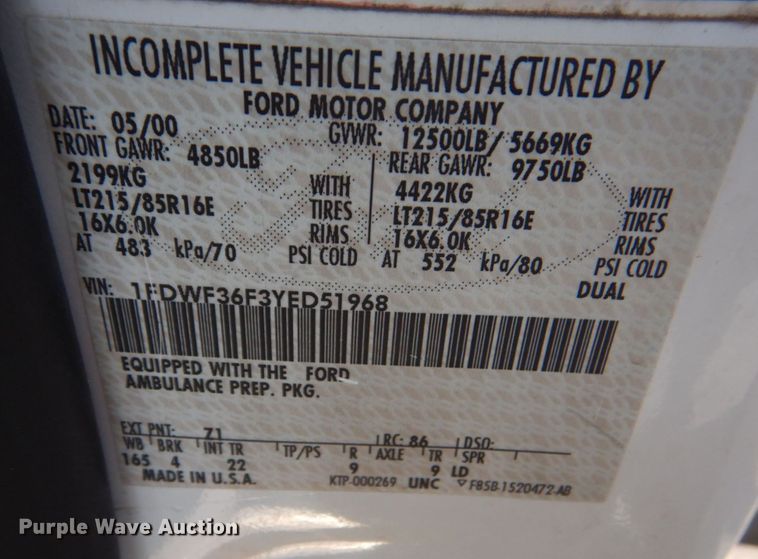 INCOMPLETE VEHICLE MANUFACTURED BY
FORD MOTOR COMPANY
DATE: 05/00 GVWR: 12500LB/ 5669KG
FRONT GAWR: 4850LB REAR GAWR: 9750LB
2199KG WITH 4422KG WITH
LT215/85R16E TIRES LT215/85R16E TIRES
16X6.0K RIMS 16X6.0K RIMS
AT 483 kPa/70 PSI COLD AT 552 kPa/80 PSI COLD
DUAL
VIN: 1FDWF36F3YED51968
EQUIPPED WITH THE FORD
AMBULANCE PREP. PKG.
EXT PNT: 71 RC: 86 DSO:
WB BRK INT TR TP/PS R AXLE TR SPR
165 4 22 9 9 LD
MADE IN U.S.A. KTP-000269 UNC F85B-1520472-AB
Purple Wave Auction